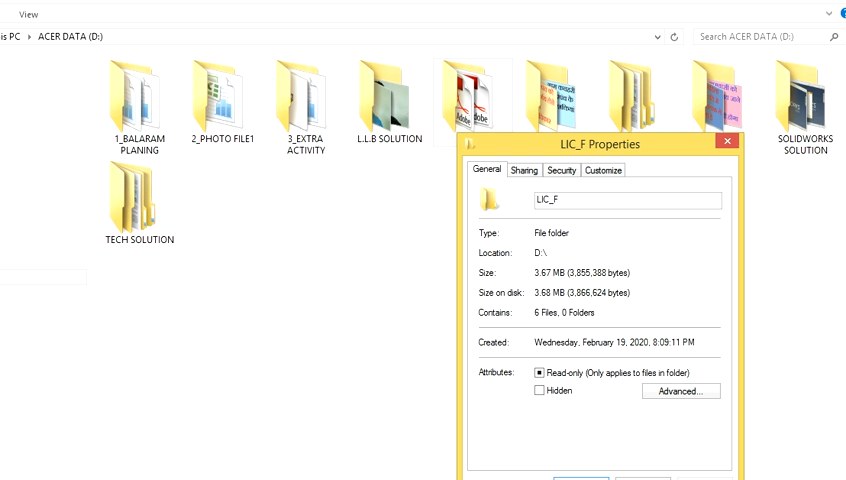 View
is PC ▸ ACER DATA (D:)
Search ACER DATA (D:)
1_BALARAM
PLANING
2_PHOTO FILE1
3_EXTRA
ACTIVITY
L.L.B SOLUTION
Adobe
dobe
SOLIDWORKS
SOLUTION
TECH SOLUTION
LIC_F Properties
General
Sharing
Security
Customize
LIC_F
Type: File folder
Location: D:\
Size: 3.67 MB (3,855,388 bytes)
Size on disk: 3.68 MB (3,866,624 bytes)
Contains: 6 Files, 0 Folders
Created: Wednesday, February 19, 2020, 8:09:11 PM
Attributes: Read-only (Only applies to files in folder)
Hidden
Advanced...